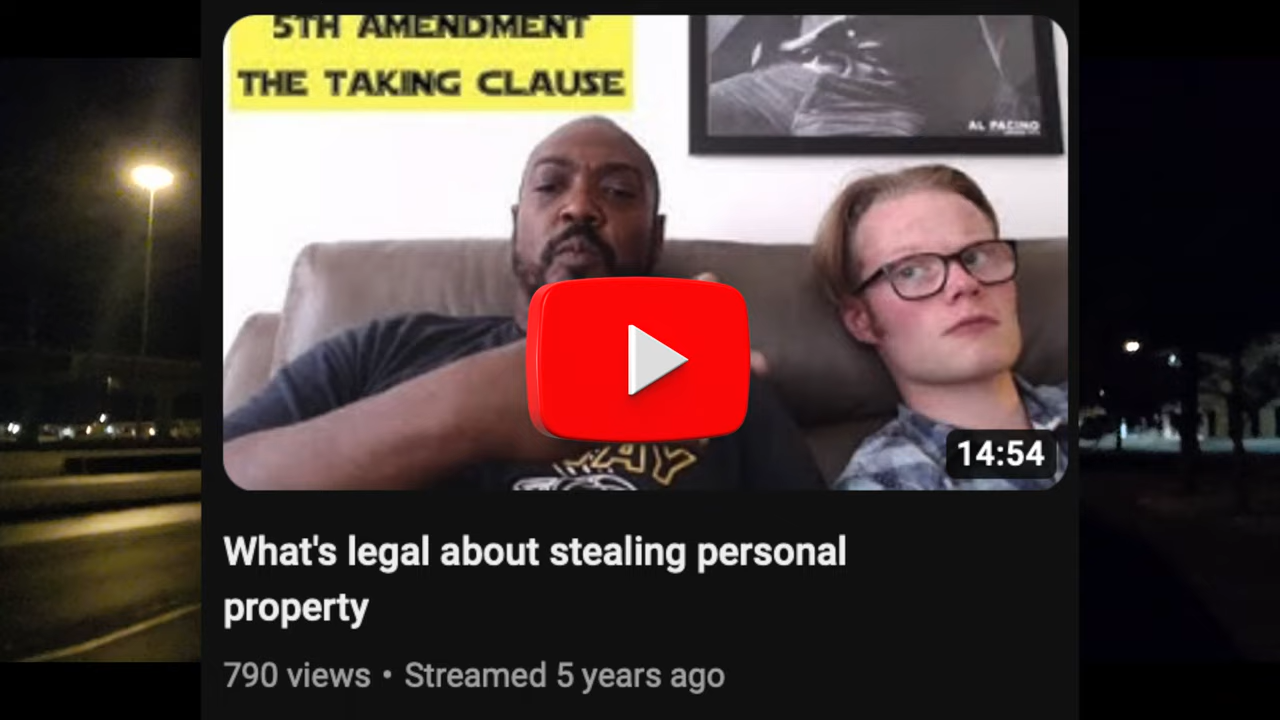 5TH AMENDMENT
THE TAKING CLAUSE
AL PACINO
AY
14:54
What's legal about stealing personal
property
790 views • Streamed 5 years ago